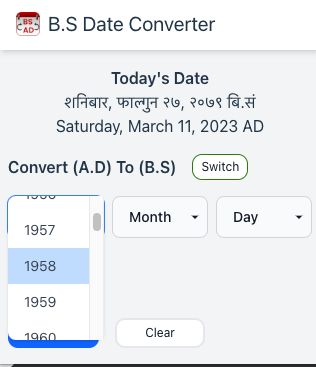 BS
AD
B.S Date Converter
Today's Date
शनिबार, फाल्गुन २७, २०७९ बि.सं
Saturday, March 11, 2023 AD
Convert (A.D) To (B.S)
Switch
1956
1957
Month
Day
1958
1959
1960
Clear